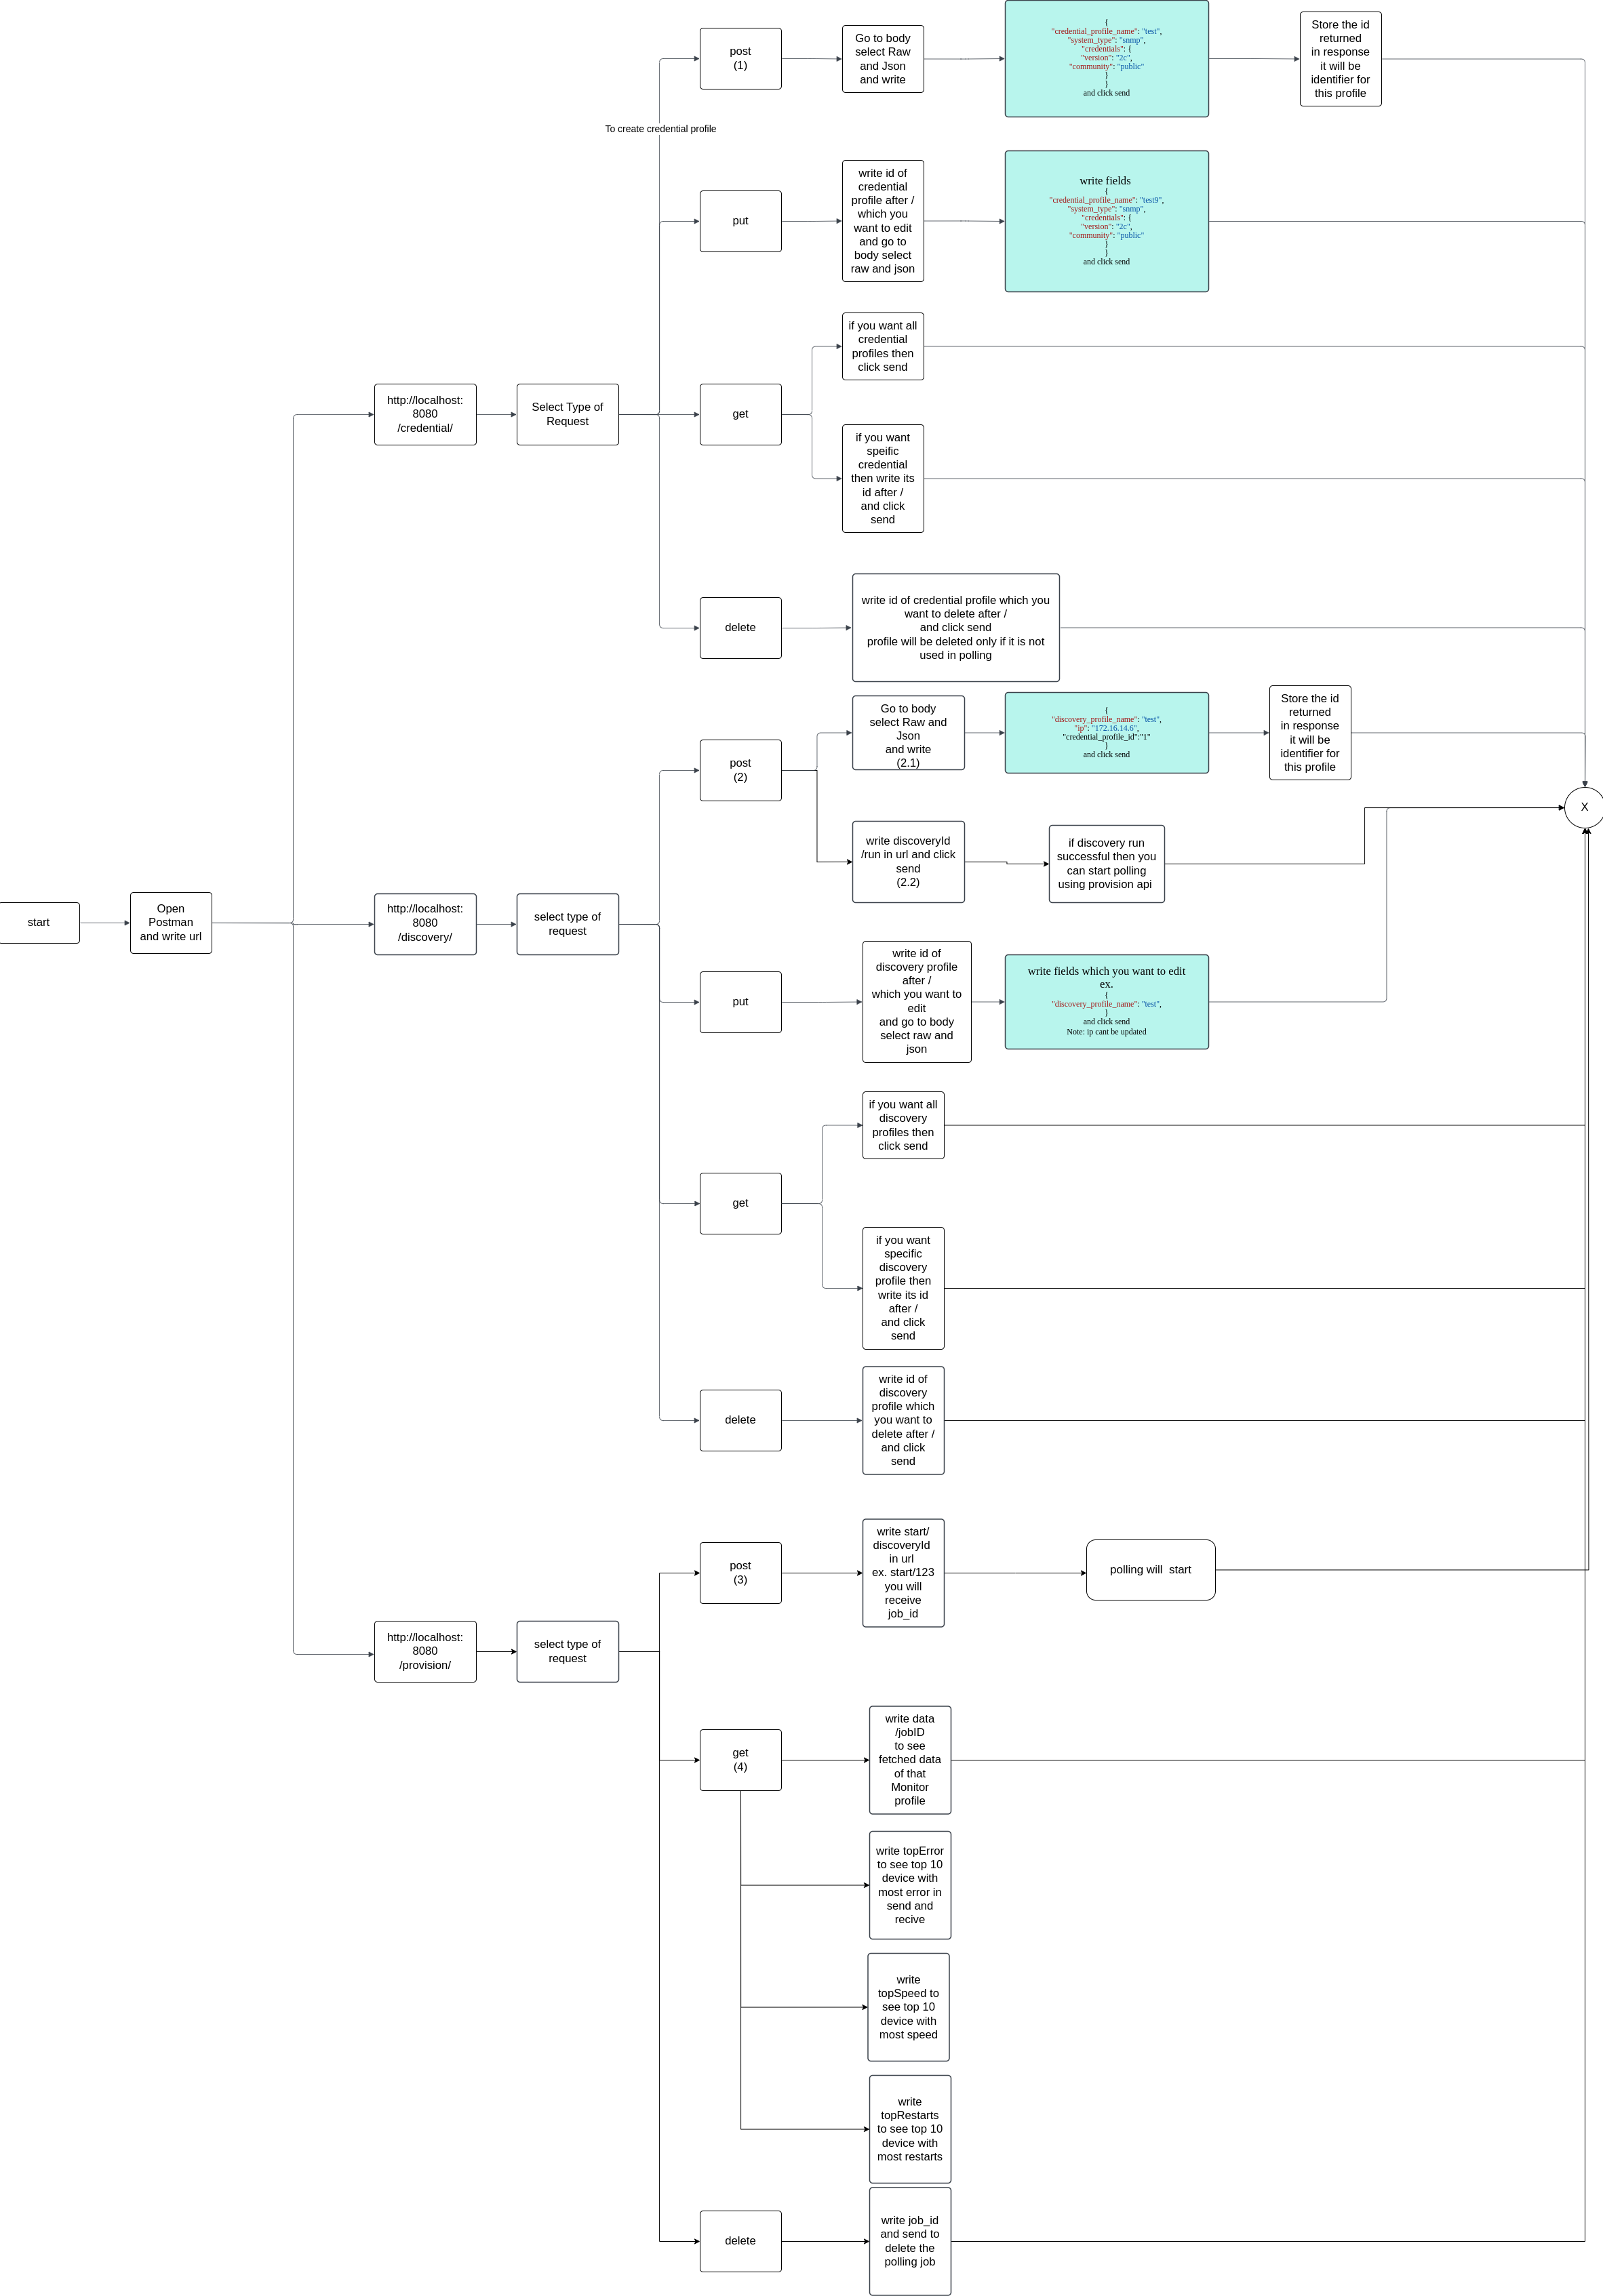 start
Open
Postman
and write url
http://localhost:
8080
/credential/
Select Type of
Request
To create credential profile
post
(1)
Go to body
select Raw
and Json
and write
{
"credential_profile_name": "test",
"system_type": "snmp",
"credentials": {
"version": "2c",
"community": "public"
}
}
and click send
Store the id
returned
in response
it will be
identifier for
this profile
put
write id of
credential
profile after /
which you
want to edit
and go to
body select
raw and json
write fields
{
"credential_profile_name": "test9",
"system_type": "snmp",
"credentials": {
"version": "2c",
"community": "public"
}
}
and click send
get
if you want all
credential
profiles then
click send
if you want
speific
credential
then write its
id after /
and click
send
delete
write id of credential profile which you
want to delete after /
and click send
profile will be deleted only if it is not
used in polling
http://localhost:
8080
/discovery/
select type of
request
post
(2)
Go to body
select Raw and
Json
and write
(2.1)
{
"discovery_profile_name": "test",
"ip": "172.16.14.6",
"credential_profile_id":"1"
}
and click send
Store the id
returned
in response
it will be
identifier for
this profile
write discoveryId
/run in url and click
send
(2.2)
if discovery run
successful then you
can start polling
using provision api
X
put
write id of
discovery profile
after /
which you want to
edit
and go to body
select raw and
json
write fields which you want to edit
ex.
{
"discovery_profile_name": "test",
}
and click send
Note: ip cant be updated
get
if you want all
discovery
profiles then
click send
if you want
specific
discovery
profile then
write its id
after /
and click
send
delete
write id of
discovery
profile which
you want to
delete after /
and click
send
http://localhost:
8080
/provision/
select type of
request
post
(3)
write start/
discoveryId
in url
ex. start/123
you will
receive
job_id
polling will  start
get
(4)
write data
/jobID
to see
fetched data
of that
Monitor
profile
write topError
to see top 10
device with
most error in
send and
recive
write
topSpeed to
see top 10
device with
most speed
write
topRestarts
to see top 10
device with
most restarts
delete
write job_id
and send to
delete the
polling job